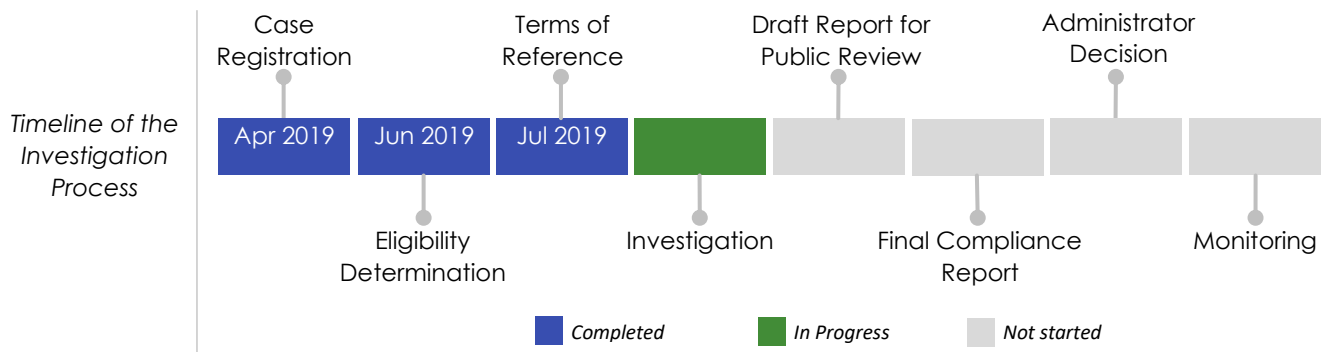 Case
Registration
Terms of
Reference
Draft Report for
Public Review
Administrator
Decision
Timeline of the
Investigation
Process
Apr 2019
Jun 2019
Jul 2019
Eligibility
Determination
Investigation
Final Compliance
Report
Monitoring
Completed
In Progress
Not started